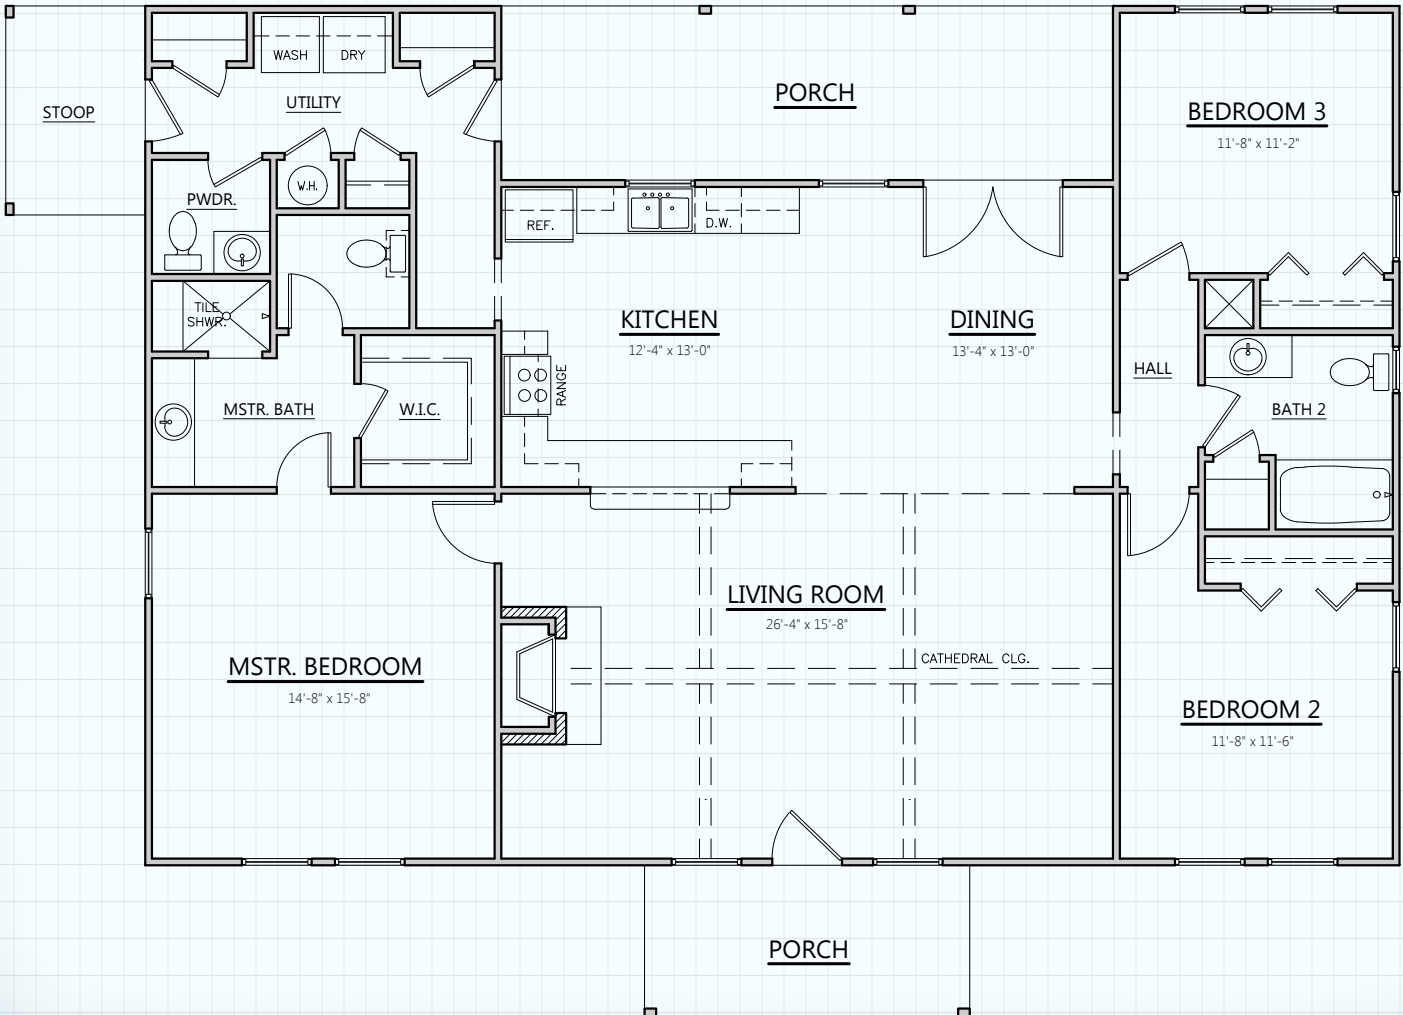 WASH
DRY
PORCH
STOOP
UTILITY
BEDROOM 3
11'-8" x 11'-2"
W.H.
PWDR.
REF.
D.W.
TILE
SHWR.
KITCHEN
12'-4" x 13'-0"
DINING
13'-4" x 13'-0"
HALL
RANGE
MSTR. BATH
W.I.C.
BATH 2
LIVING ROOM
26'-4" x 15'-8"
CATHEDRAL CLG.
MSTR. BEDROOM
14'-8" x 15'-8"
BEDROOM 2
11'-8" x 11'-6"
PORCH